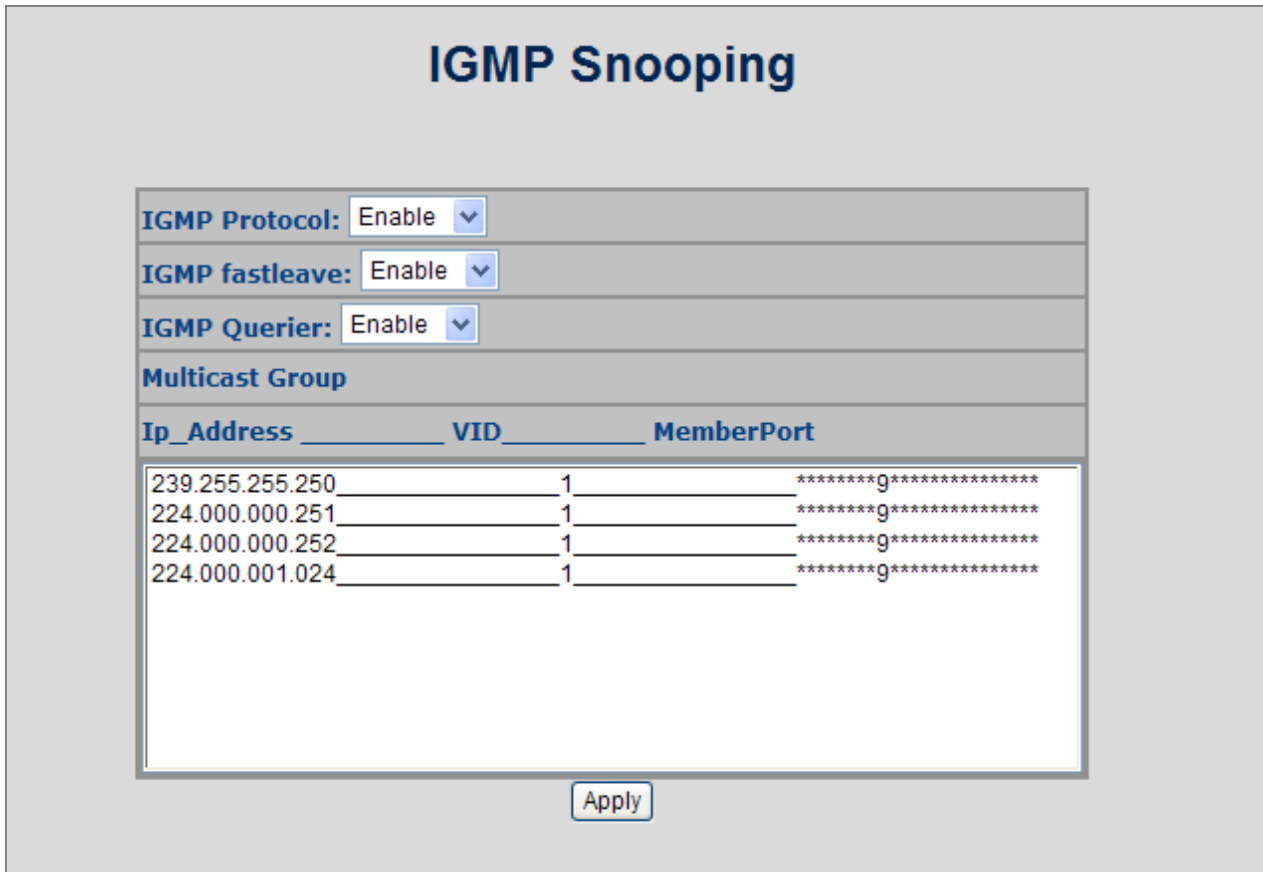 IGMP Snooping
IGMP Protocol: Enable
IGMP fastleave: Enable
IGMP Querier: Enable
Multicast Group
Ip_Address __________ VID__________ MemberPort
239.255.255.250________________1________________********9***************
224.000.000.251________________1________________********9***************
224.000.000.252________________1________________********9***************
224.000.001.024________________1________________********9***************
Apply